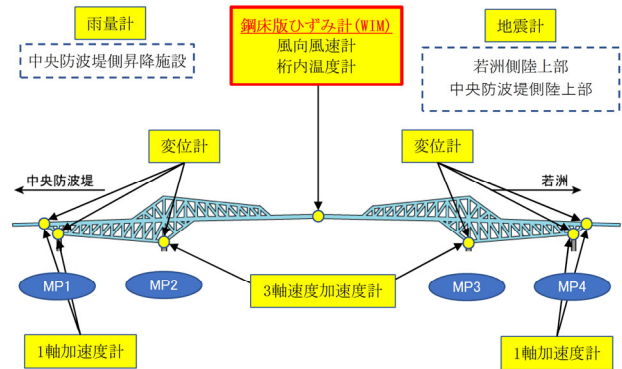 雨量計
中央防波堤側昇降施設
鋼床版ひずみ計(WIM)
風向風速計
桁内温度計
地震計
若洲側陸上部
中央防波堤側陸上部
変位計
変位計
中央防波堤
若洲
MP1
MP2
3軸速度加速度計
MP3
MP4
1軸加速度計
1軸加速度計